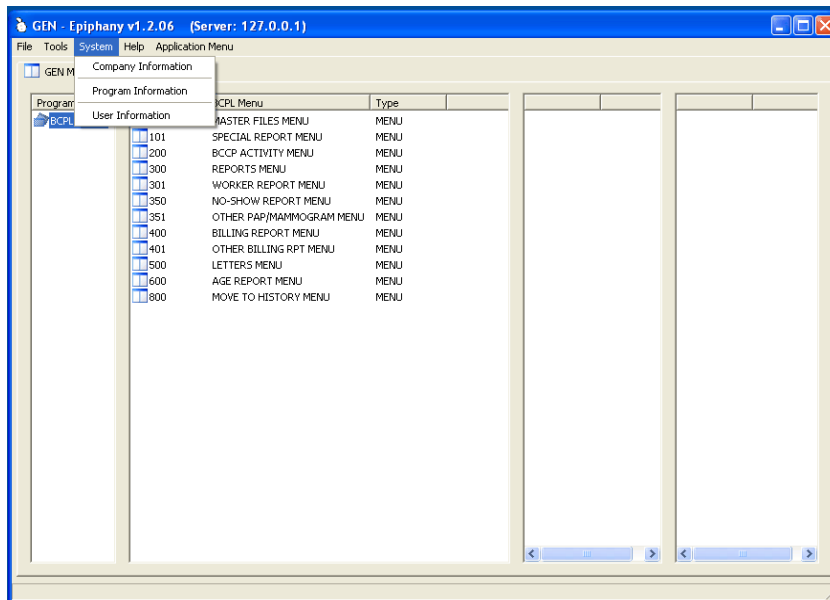 GEN - Epiphany v1.2.06 (Server: 127.0.0.1)
File Tools System Help Application Menu
Company Information
Program Information
User Information
GEN M
Program
BCPL
BCPL Menu Type
MASTER FILES MENU MENU
101 SPECIAL REPORT MENU MENU
200 BCCP ACTIVITY MENU MENU
300 REPORTS MENU MENU
301 WORKER REPORT MENU MENU
350 NO-SHOW REPORT MENU MENU
351 OTHER PAP/MAMMOGRAM MENU MENU
400 BILLING REPORT MENU MENU
401 OTHER BILLING RPT MENU MENU
500 LETTERS MENU MENU
600 AGE REPORT MENU MENU
800 MOVE TO HISTORY MENU MENU